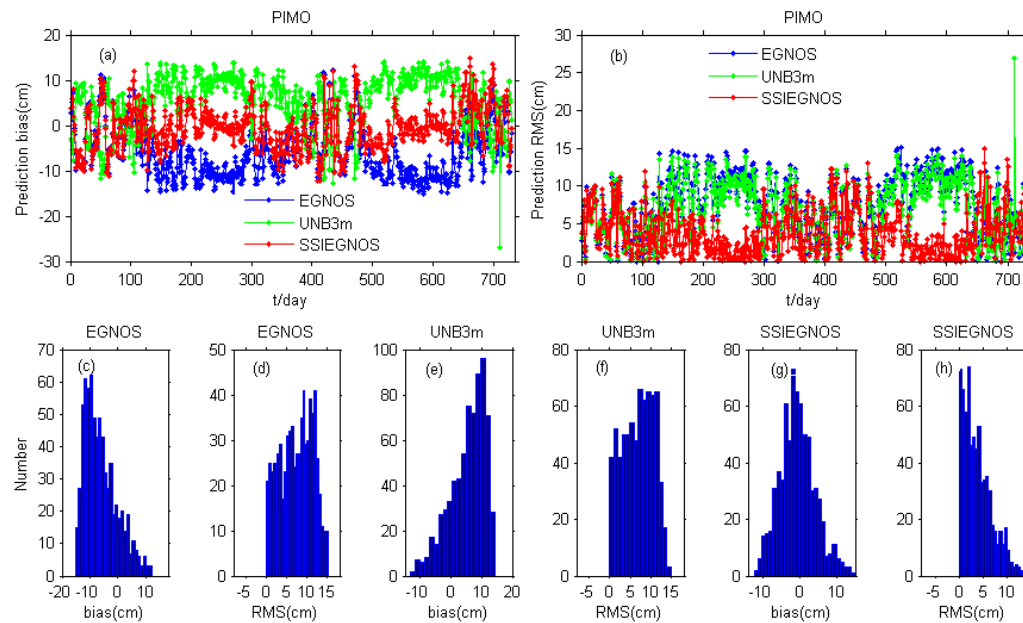 PIMO
(a)
Prediction bias(cm)
20
10
0
-10
-20
-30
EGNOS
UNB3m
SSIEGNOS
0 100 200 300 400 500 600 700
t/day
PIMO
(b)
Prediction RMS(cm)
30
25
20
15
10
5
0
EGNOS
UNB3m
SSIEGNOS
0 100 200 300 400 500 600 700
t/day
EGNOS
(c)
Number
70
60
50
40
30
20
10
0
-20 -10 0 10
bias(cm)
EGNOS
(d)
50
40
30
20
10
0
-5 0 5 10 15
RMS(cm)
UNB3m
(e)
100
80
60
40
20
0
-10 0 10 20
bias(cm)
UNB3m
(f)
80
60
40
20
0
-5 0 5 10 15
RMS(cm)
SSIEGNOS
(g)
80
60
40
20
0
-10 0 10
bias(cm)
SSIEGNOS
(h)
80
60
40
20
0
-5 0 5 10
RMS(cm)